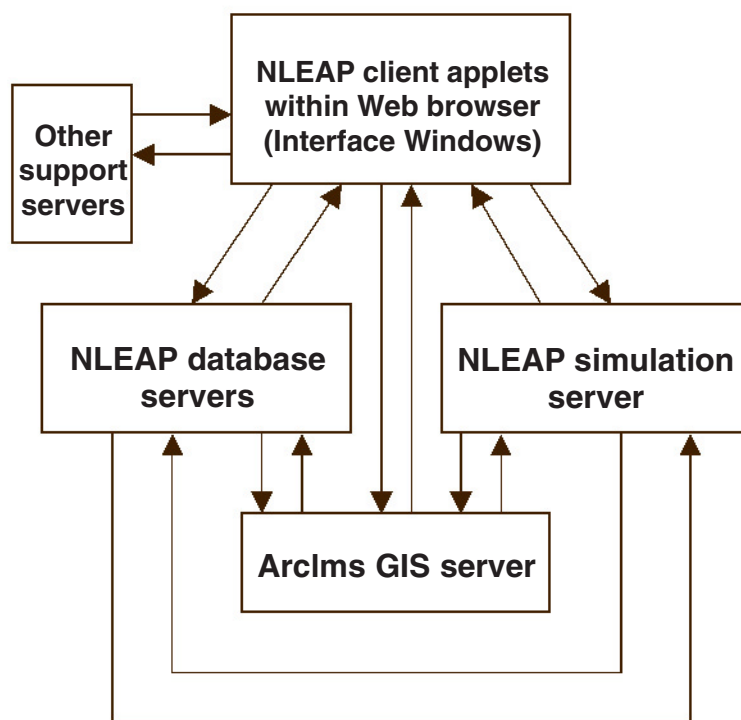 NLEAP client applets
within Web browser
(Interface Windows)
Other
support
servers
NLEAP database
servers
NLEAP simulation
server
Arclms GIS server